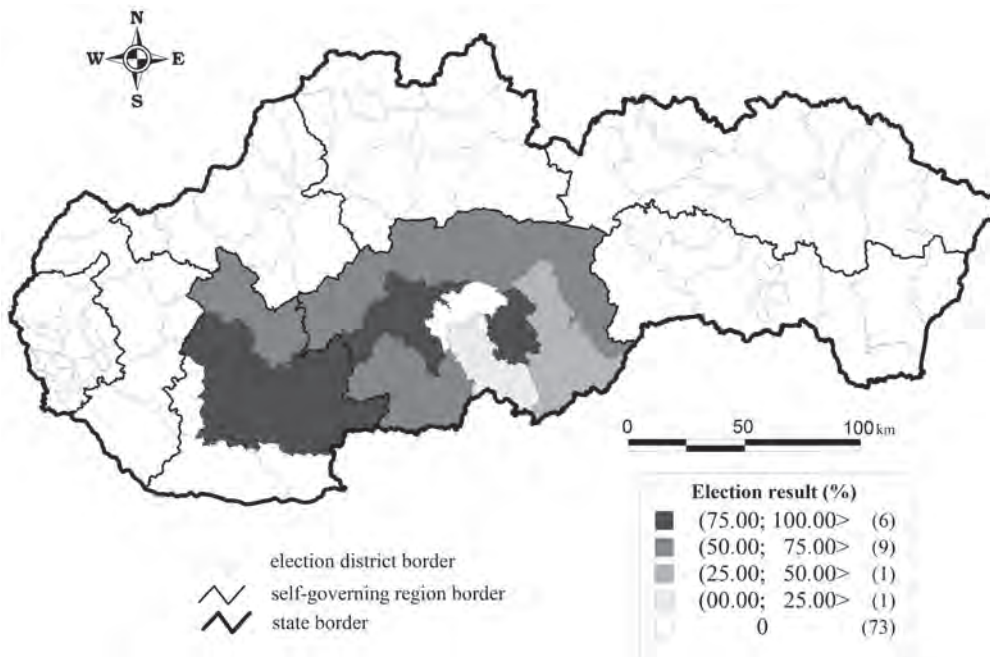 N
W E
S
0 50 100 km
Election result (%)
(75.00; 100.00> (6)
(50.00; 75.00> (9)
(25.00; 50.00> (1)
(00.00; 25.00> (1)
0 (73)
election district border
self-governing region border
state border